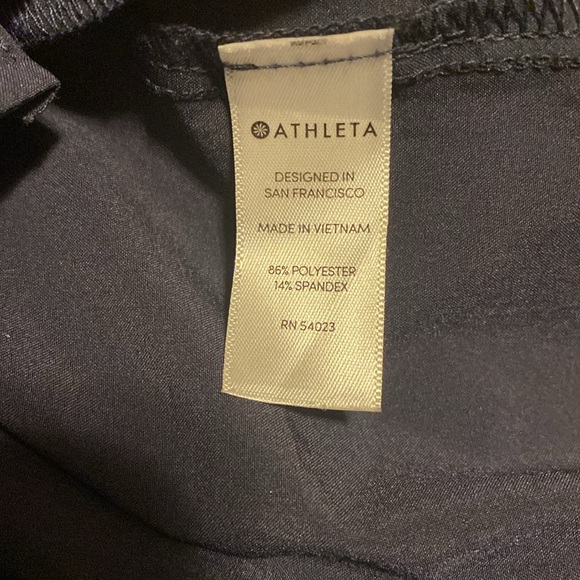 ATHLETA
DESIGNED IN
SAN FRANCISCO
MADE IN VIETNAM
86% POLYESTER
14% SPANDEX
RN 54023